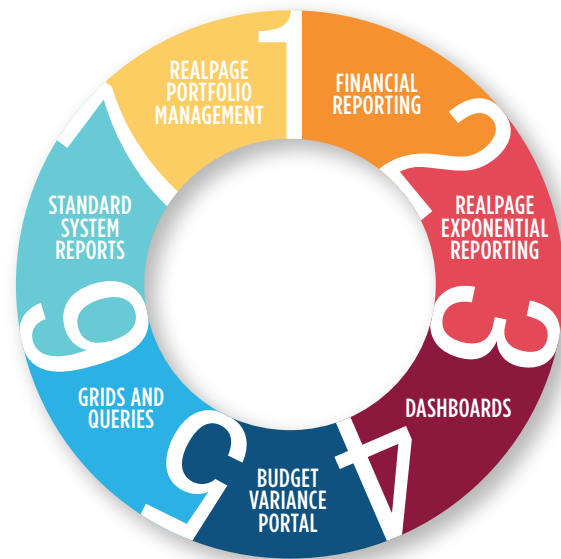 1
FINANCIAL
REPORTING
2
REALPAGE
EXPONENTIAL
REPORTING
3
DASHBOARDS
4
BUDGET
VARIANCE
PORTAL
5
GRIDS AND
QUERIES
6
STANDARD
SYSTEM
REPORTS
7
REALPAGE
PORTFOLIO
MANAGEMENT